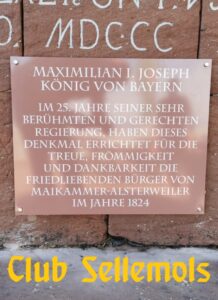 MDCCC
MAXIMILIAN I. JOSEPH
KÖNIG VON BAYERN
IM 25. JAHRE SEINER SEHR
BERÜHMTEN UND GERECHTEN
REGIERUNG, HABEN DIESES
DENKMAL ERRICHTET FÜR DIE
TREUE, FRÖMMIGKEIT
UND DANKBARKEIT DIE
FRIEDLIEBENDEN BÜRGER VON
MAIKAMMER-ALSTERWEILER
IM JAHRE 1824
Club Sellemols